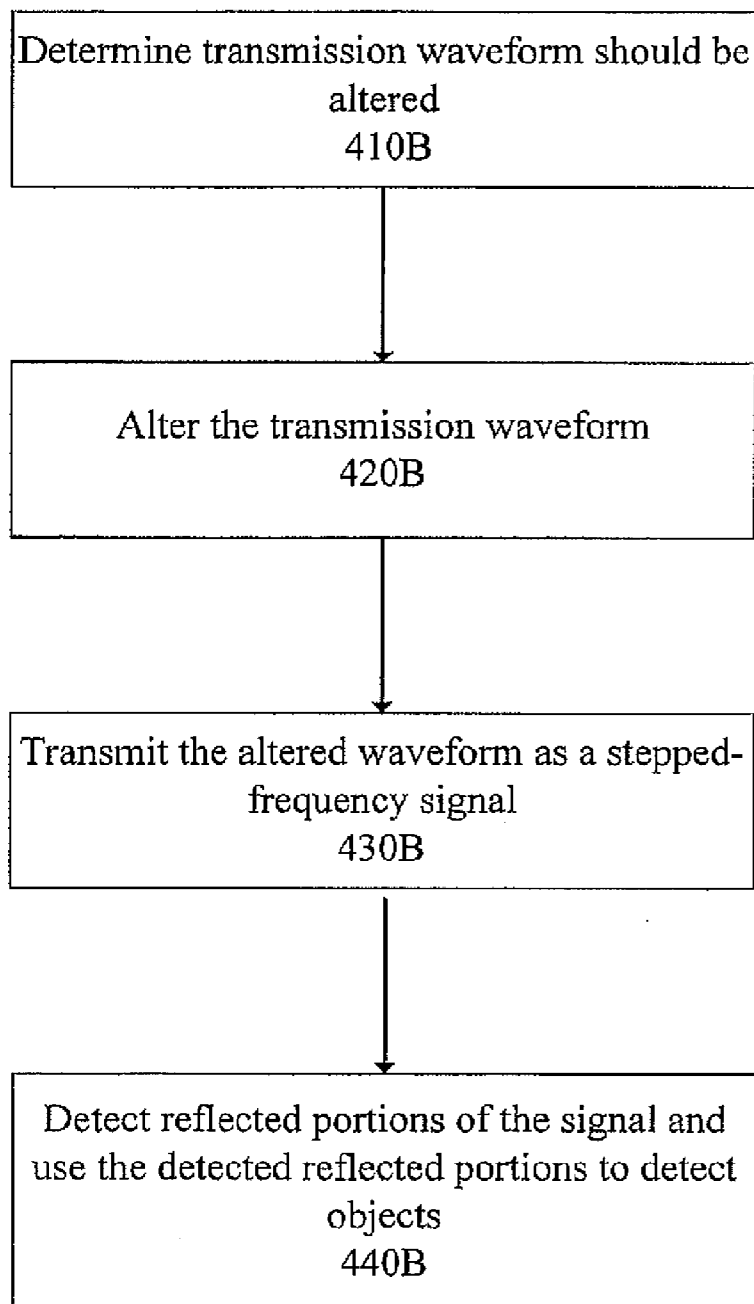 Determine transmission waveform should be
altered
410B
Alter the transmission waveform
420B
Transmit the altered waveform as a stepped-
frequency signal
430B
Detect reflected portions of the signal and
use the detected reflected portions to detect
objects
440B